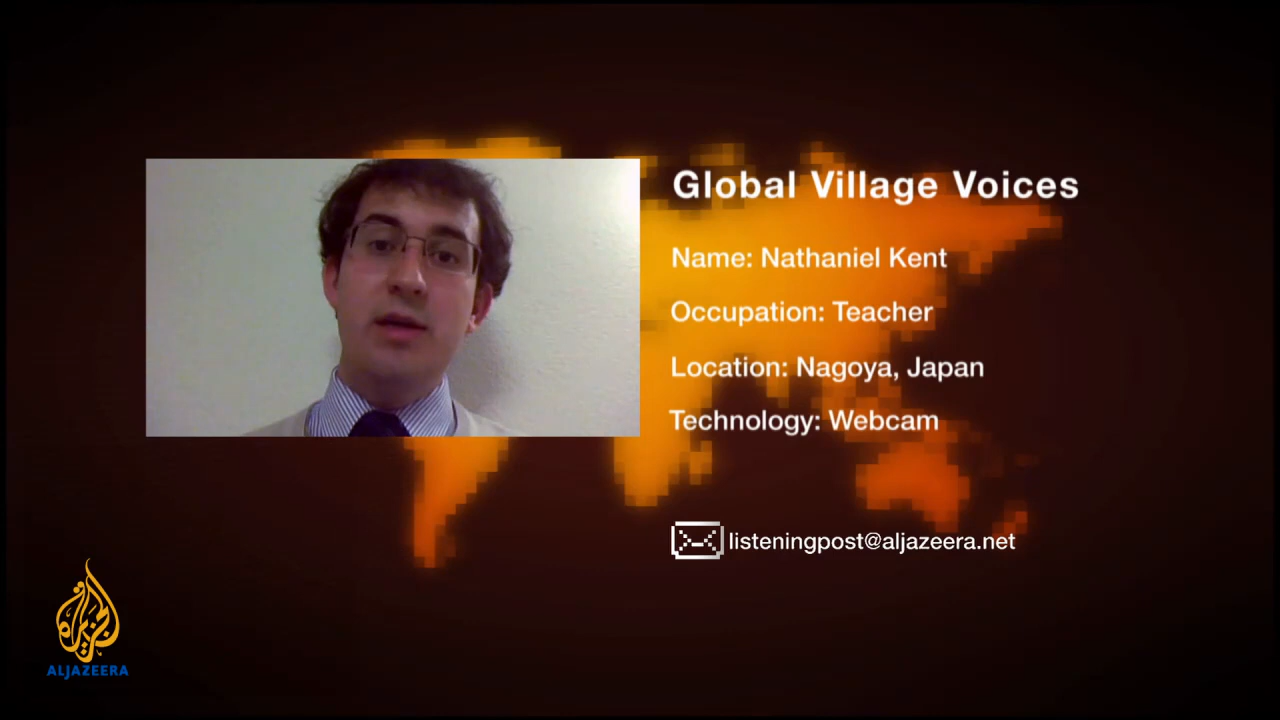 Global Village Voices
Name: Nathaniel Kent
Occupation: Teacher
Location: Nagoya, Japan
Technology: Webcam
listeningpost@aljazeera.net
الجزيرة
ALJAZEERA